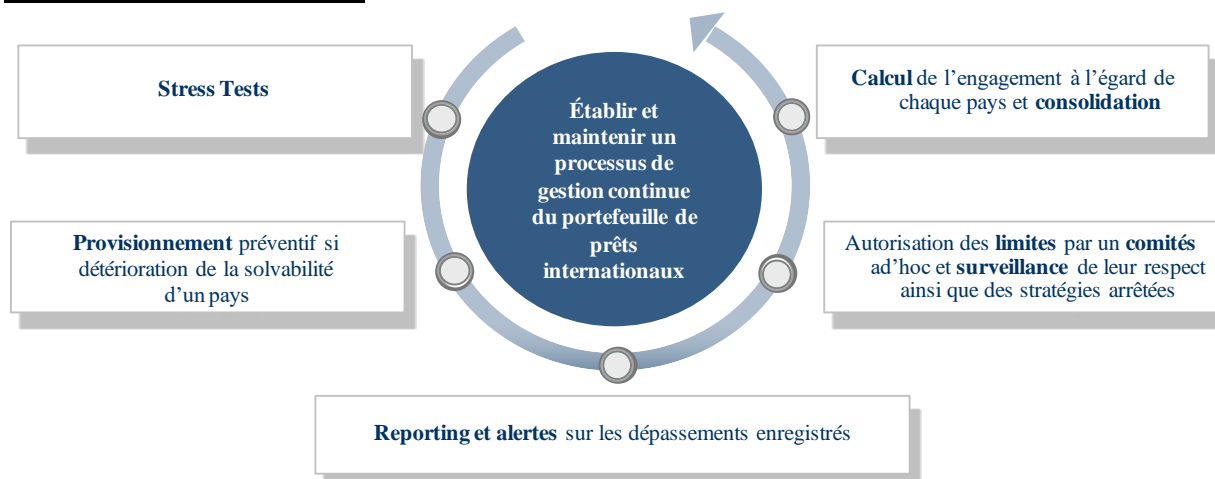 Stress Tests
Calcul de l'engagement à l'égard de
chaque pays et consolidation
Établir et
maintenir un
processus de
gestion continue
du portefeuille de
prêts
internationaux
Provisionnement préventif si
détérioration de la solvabilité
d'un pays
Autorisation des limites par un comités
ad'hoc et surveillance de leur respect
ainsi que des stratégies arrêtées
Reporting et alertes sur les dépassements enregistrés